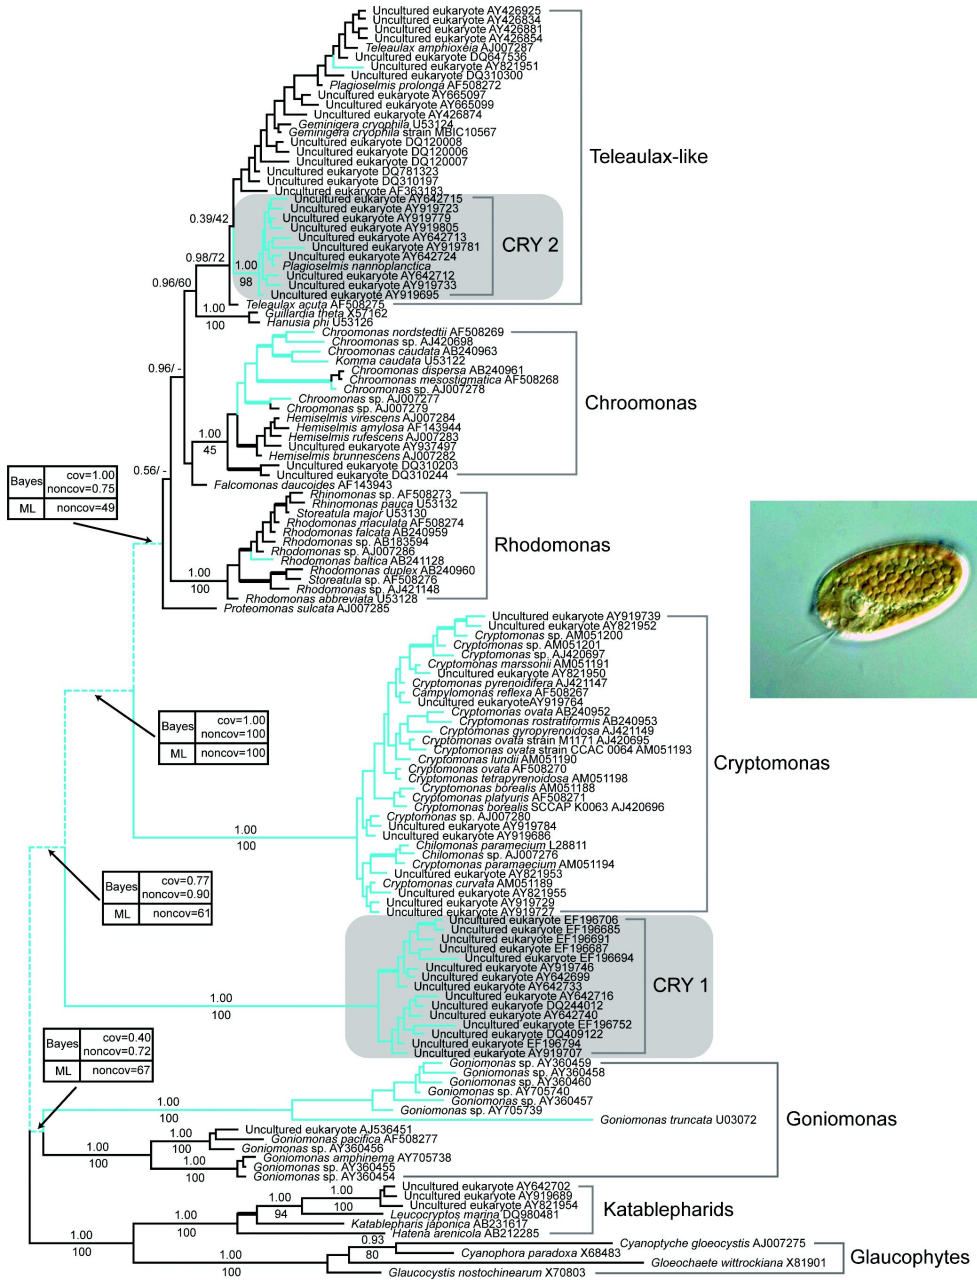 Uncultured eukaryote AY426925
Uncultured eukaryote AY426834
Uncultured eukaryote AY426881
Uncultured eukaryote AY426854
Teleaulax amphioxeia AJ007287
Uncultured eukaryote DQ647536
Uncultured eukaryote AY821951
Uncultured eukaryote DQ310300
Plagioselmis prolonga AF508272
Uncultured eukaryote AY665097
Uncultured eukaryote AY665099
Uncultured eukaryote AY426874
Geminigera cryophila U53124
Geminigera cryophila strain MBIC10567
Uncultured eukaryote DQ120008
Uncultured eukaryote DQ120006
Uncultured eukaryote DQ120007
Uncultured eukaryote DQ781323
Uncultured eukaryote DQ310197
Uncultured eukaryote AF363183
Teleaulax-like
Uncultured eukaryote AY642715
Uncultured eukaryote AY919723
Uncultured eukaryote AY919779
Uncultured eukaryote AY919805
Uncultured eukaryote AY642713
Uncultured eukaryote AY919781
Uncultured eukaryote AY642724
Plagioselmis nannoplanctica
Uncultured eukaryote AY642712
Uncultured eukaryote AY919733
Uncultured eukaryote AY919695
CRY 2
0.39/42
1.00
98
0.98/72
0.96/60
Teleaulax acuta AF508275
Guillardia theta X57162
Hanusia phi U53126
1.00
100
Chroomonas nordstedtii AF508269
Chroomonas sp. AJ420698
Chroomonas caudata AB240963
Komma caudata U53122
Chroomonas dispersa AB240961
Chroomonas mesostigmatica AF508268
Chroomonas sp. AJ007278
Chroomonas sp. AJ007277
Chroomonas sp. AJ007279
Hemiselmis virescens AJ007284
Hemiselmis amylosa AF143944
Hemiselmis rufescens AJ007283
Uncultured eukaryote AY937497
Hemiselmis brunnescens AJ007282
Uncultured eukaryote DQ310203
Uncultured eukaryote DQ310244
Chroomonas
0.96/ -
1.00
45
0.56/ -
Falcomonas daucoides AF143943
Bayes
cov=1.00
noncov=0.75
ML
noncov=49
Rhinomonas sp. AF508273
Rhinomonas pauca U53132
Storeatula major U53130
Rhodomonas maculata AF508274
Rhodomonas falcata AB240959
Rhodomonas sp. AB183594
Rhodomonas sp. AJ007286
Rhodomonas baltica AB241128
Rhodomonas duplex AB240960
Storeatula sp. AF508276
Rhodomonas sp. AJ421148
Rhodomonas abbreviata U53128
Rhodomonas
1.00
100
Proteomonas sulcata AJ007285
Uncultured eukaryote AY919739
Uncultured eukaryote AY821952
Cryptomonas sp. AM051200
Cryptomonas sp. AM051201
Cryptomonas sp. AJ420697
Cryptomonas marssonii AM051191
Uncultured eukaryote AY821950
Cryptomonas pyrenoidifera AJ421147
Campylomonas reflexa AF508267
Uncultured eukaryoteAY919764
Cryptomonas ovata AB240952
Cryptomonas rostratiformis AB240953
Cryptomonas gyropyrenoidosa AJ421149
Cryptomonas ovata strain M1171 AJ420695
Cryptomonas ovata strain CCAC 0064 AM051193
Cryptomonas lundii AM051190
Cryptomonas ovata AF508270
Cryptomonas tetrapyrenoidosa AM051198
Cryptomonas borealis AM051188
Cryptomonas platyuris AF508271
Cryptomonas borealis SCCAP K0063 AJ420696
Cryptomonas sp. AJ007280
Uncultured eukaryote AY919784
Uncultured eukaryote AY919686
Chilomonas paramecium L28811
Chilomonas sp. AJ007276
Cryptomonas paramaecium AM051194
Uncultured eukaryote AY821953
Cryptomonas curvata AM051189
Uncultured eukaryote AY821955
Uncultured eukaryote AY919729
Uncultured eukaryote AY919727
Cryptomonas
Bayes
cov=1.00
noncov=100
ML
noncov=100
1.00
100
Bayes
cov=0.77
noncov=0.90
ML
noncov=61
Uncultured eukaryote EF196706
Uncultured eukaryote EF196685
Uncultured eukaryote EF196691
Uncultured eukaryote EF196687
Uncultured eukaryote EF196694
Uncultured eukaryote AY919746
Uncultured eukaryote AY642699
Uncultured eukaryote AY642733
Uncultured eukaryote AY642716
Uncultured eukaryote DQ244012
Uncultured eukaryote AY642740
Uncultured eukaryote EF196752
Uncultured eukaryote DQ409122
Uncultured eukaryote EF196794
Uncultured eukaryote AY919707
CRY 1
1.00
100
Bayes
cov=0.40
noncov=0.72
ML
noncov=67
Goniomonas sp. AY360459
Goniomonas sp. AY360458
Goniomonas sp. AY360460
Goniomonas sp. AY705740
Goniomonas sp. AY360457
Goniomonas sp. AY705739
Goniomonas truncata U03072
1.00
100
Uncultured eukaryote AJ536451
Goniomonas pacifica AF508277
Goniomonas sp. AY360456
Goniomonas amphinema AY705738
Goniomonas sp. AY360455
Goniomonas sp. AY360454
Goniomonas
1.00
100
1.00
100
1.00
100
Uncultured eukaryote AY642702
Uncultured eukaryote AY919689
Uncultured eukaryote AY821954
Leucocryptos marina DQ980481
Katablepharis japonica AB231617
Hatena arenicola AB212285
Katablepharids
1.00
100
1.00
94
1.00
100
1.00
100
Cyanoptyche gloeocystis AJ007275
Cyanophora paradoxa X68483
Gloeochaete wittrockiana X81901
Glaucocystis nostochinearum X70803
Glaucophytes
0.93
80
1.00
100